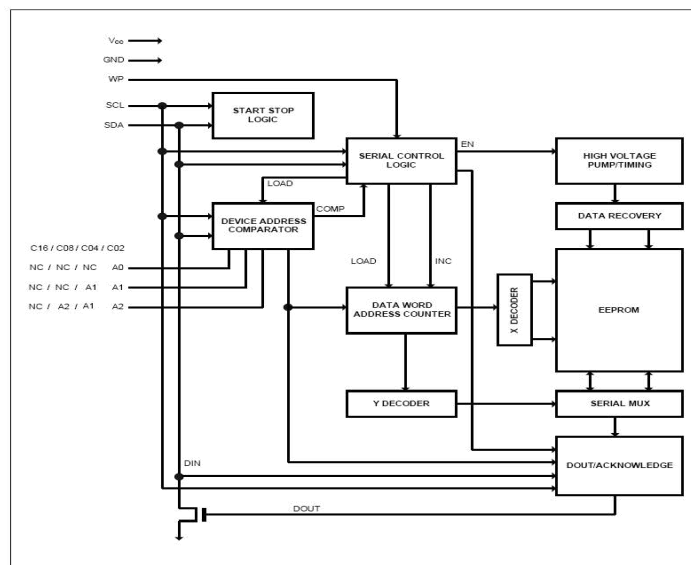 Vcc
GND
WP
SCL
SDA
START STOP
LOGIC
SERIAL CONTROL
LOGIC
EN
HIGH VOLTAGE
PUMP/TIMING
LOAD
COMP
DEVICE ADDRESS
COMPARATOR
DATA RECOVERY
C16 / C08 / C04 / C02
NC / NC / NC A0
NC / NC / A1 A1
NC / A2 / A1 A2
LOAD
INC
DATA WORD
ADDRESS COUNTER
X DECODER
EEPROM
Y DECODER
SERIAL MUX
DIN
DOUT/ACKNOWLEDGE
DOUT